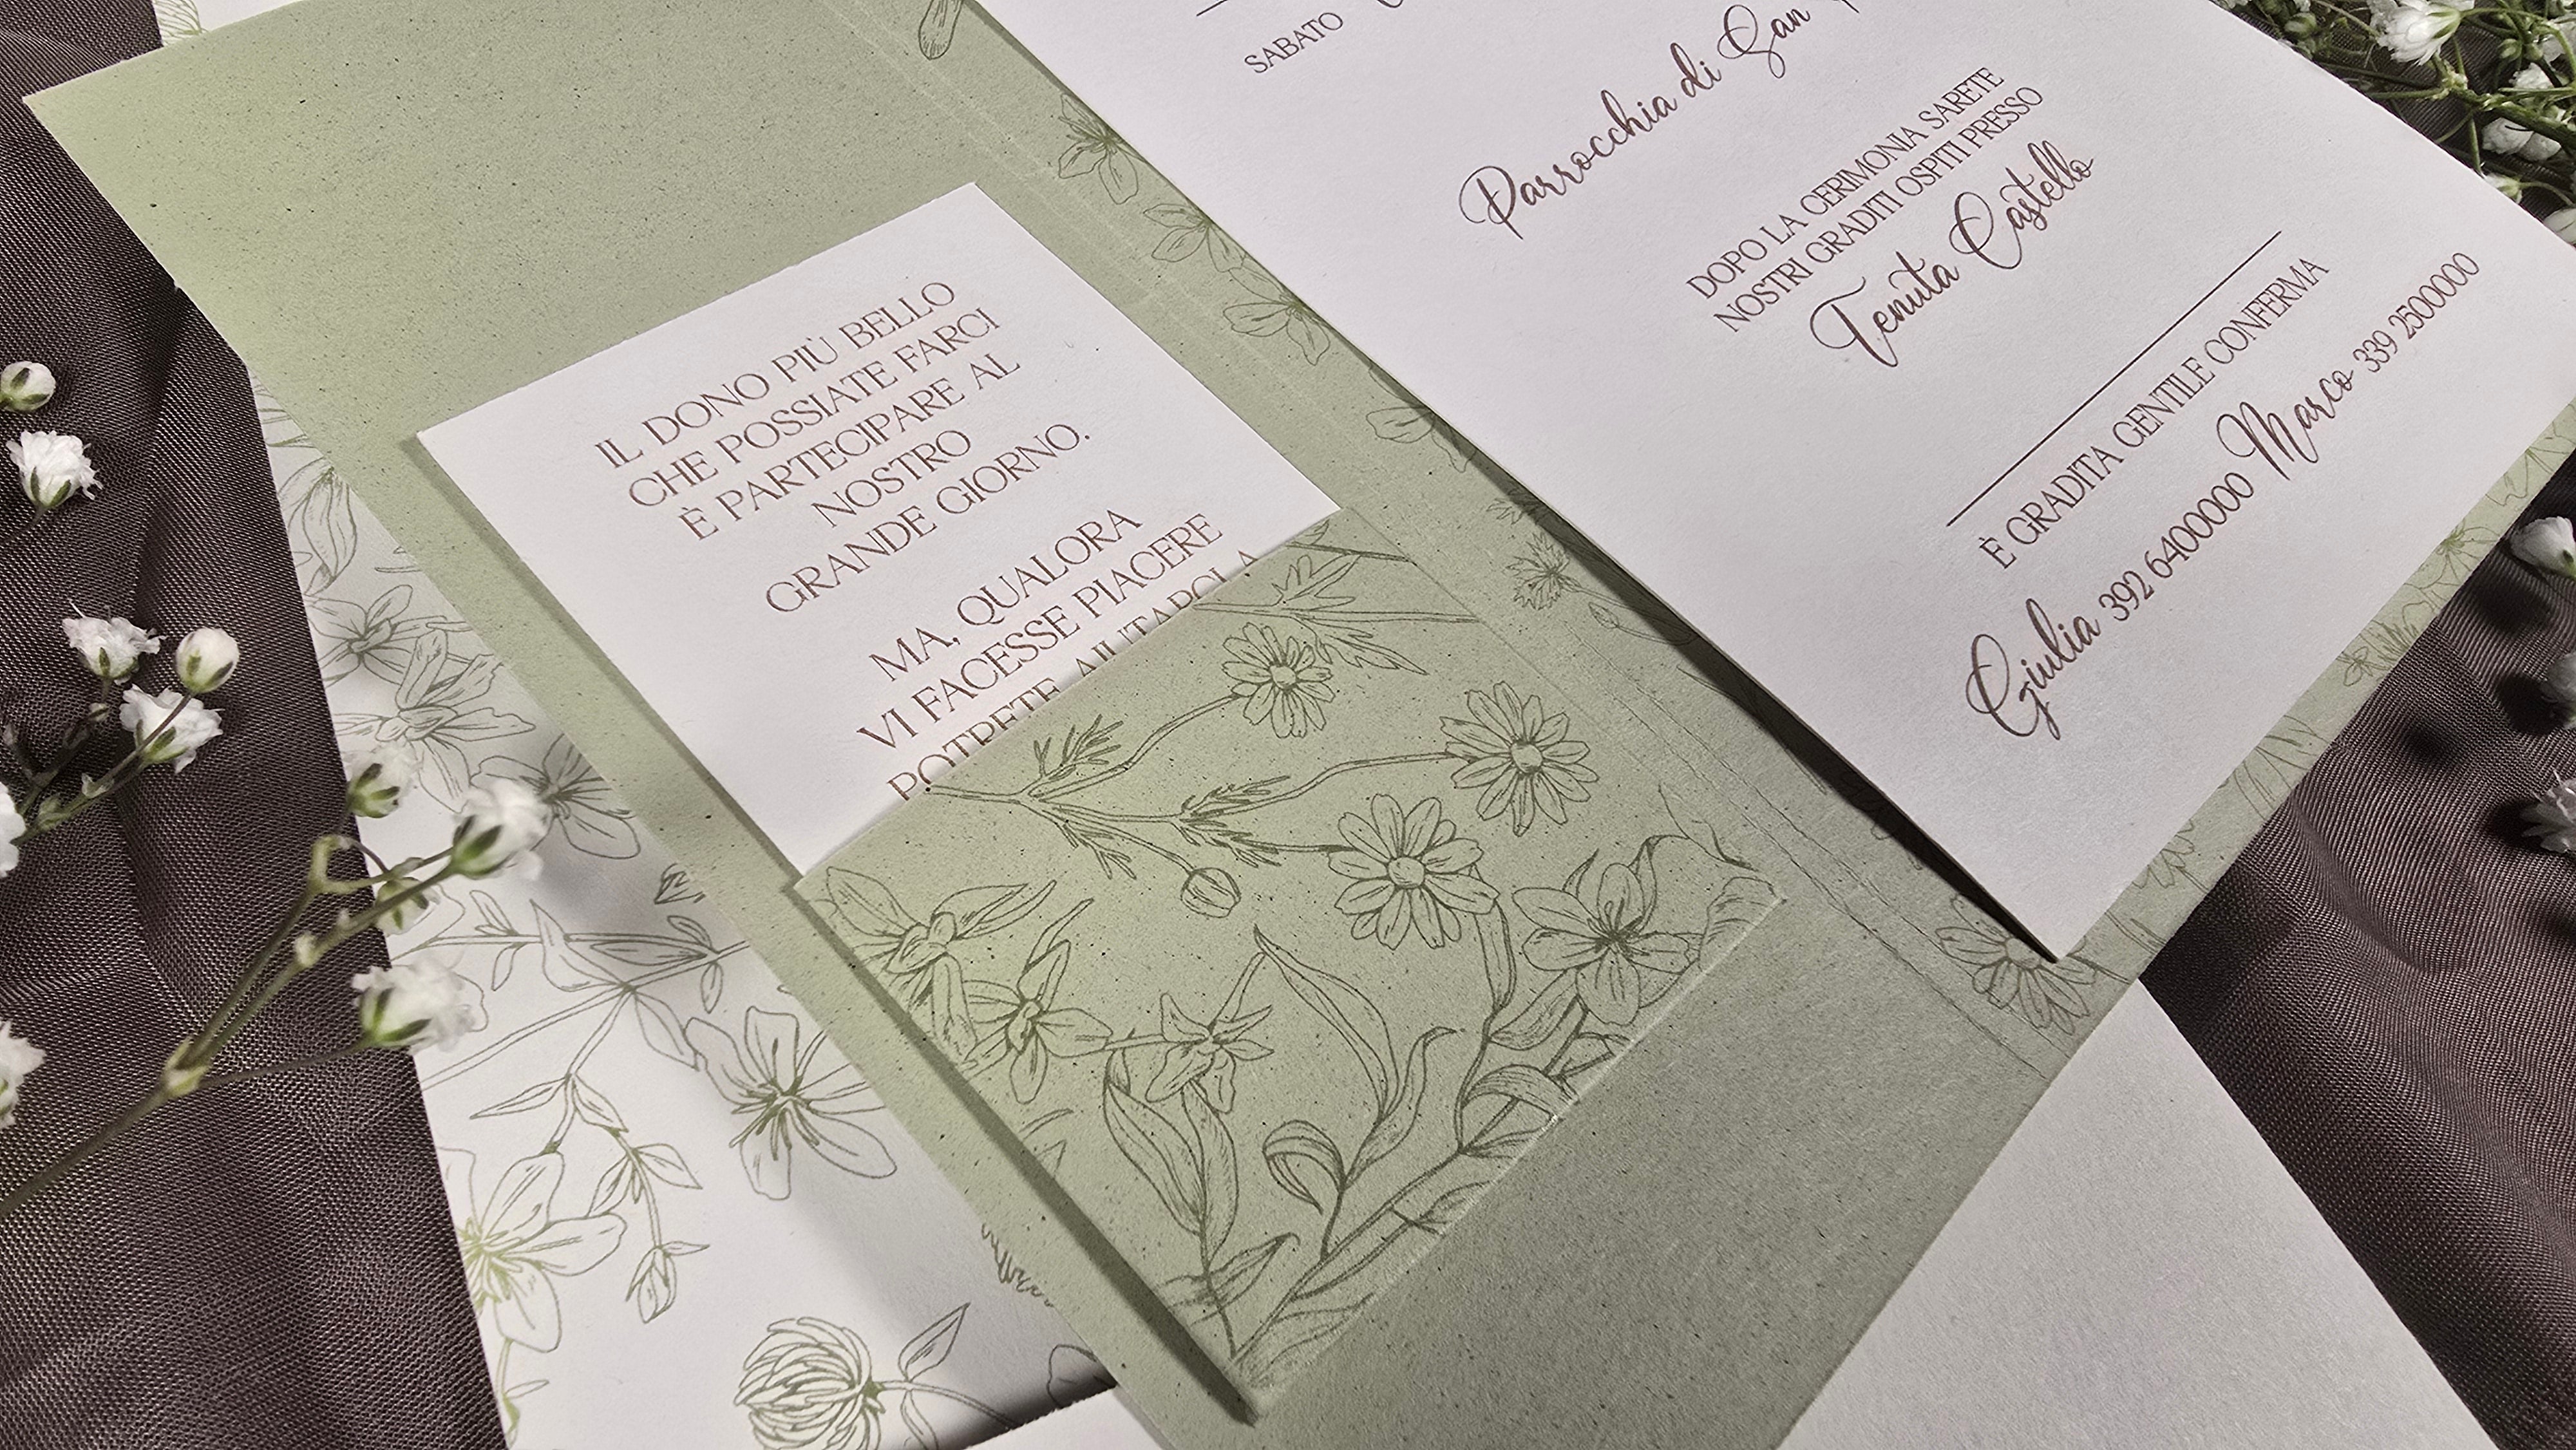 IL DONO PIÙ BELLO
CHE POSSIATE FARCI
È PARTECIPARE AL
NOSTRO
GRANDE GIORNO.
MA, QUALORA
VI FACESSE PIACERE
POTRETE AIUTARCI A
SABATO
Parrocchia di San
DOPO LA CERIMONIA SARETE
NOSTRI GRADITI OSPITI PRESSO
Tenuta Castello
È GRADITA GENTILE CONFERMA
Giulia 392 6400000 Marco 339 2500000